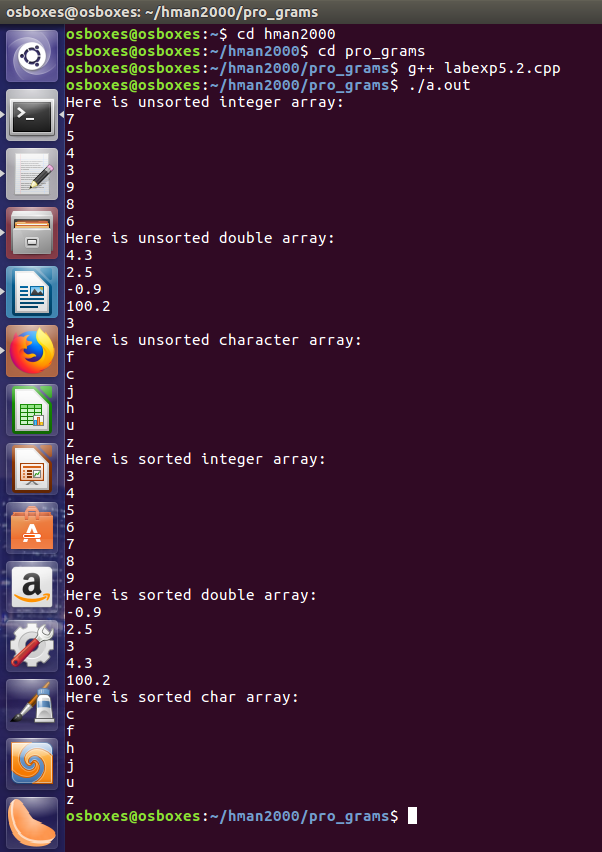 osboxes@osboxes: ~/hman2000/pro_grams
osboxes@osboxes:~$ cd hman2000
osboxes@osboxes:~/hman2000$ cd pro_grams
osboxes@osboxes:~/hman2000/pro_grams$ g++ labexp5.2.cpp
osboxes@osboxes:~/hman2000/pro_grams$ ./a.out
Here is unsorted integer array:
7
5
4
3
9
8
6
Here is unsorted double array:
4.3
2.5
-0.9
100.2
3
Here is unsorted character array:
f
c
j
h
u
z
Here is sorted integer array:
3
4
5
6
7
8
9
Here is sorted double array:
-0.9
2.5
3
4.3
100.2
Here is sorted char array:
c
f
h
j
u
z
osboxes@osboxes:~/hman2000/pro_grams$